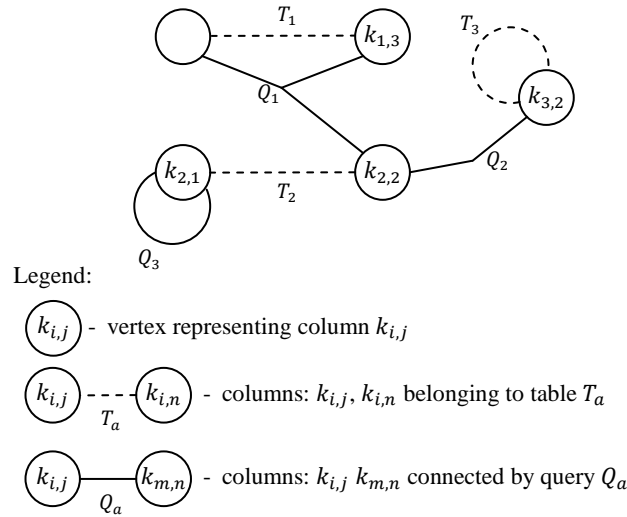 T₁
k₁,₃
T₃
Q₁
k₃,₂
k₂,₁
k₂,₂
Q₂
T₂
Q₃
Legend:
kᵢ,ⱼ - vertex representing column kᵢ,ⱼ
kᵢ,ⱼ kᵢ,ₙ - columns: kᵢ,ⱼ, kᵢ,ₙ belonging to table Tₐ
Tₐ
kᵢ,ⱼ kₘ,ₙ - columns: kᵢ,ⱼ kₘ,ₙ connected by query Qₐ
Qₐ